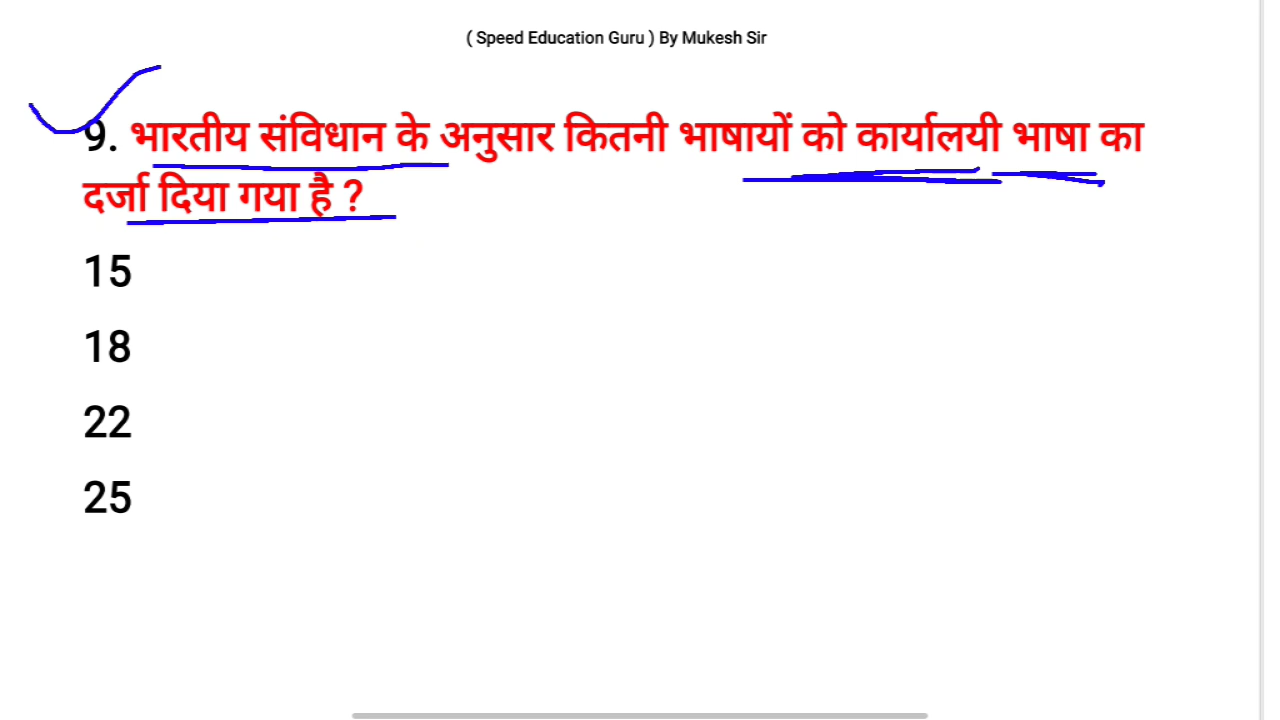 ( Speed Education Guru ) By Mukesh Sir
9. भारतीय संविधान के अनुसार कितनी भाषायों को कार्यालयी भाषा का
दर्जा दिया गया है ?
15
18
22
25